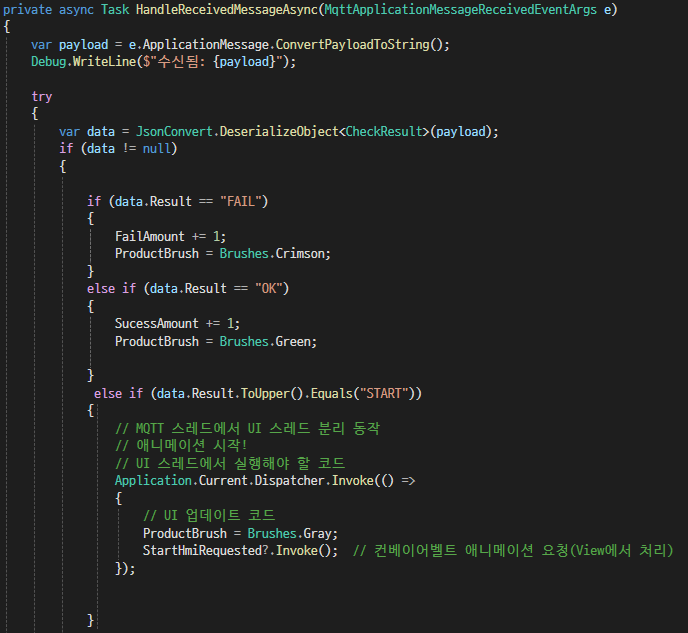 private async Task HandleReceivedMessageAsync(MqttApplicationMessageReceivedEventArgs e)
{
    var payload = e.ApplicationMessage.ConvertPayloadToString();
    Debug.WriteLine($"수신됨: {payload}");
    try
    {
        var data = JsonConvert.DeserializeObject<CheckResult>(payload);
        if (data != null)
        {
            if (data.Result == "FAIL")
            {
                FailAmount += 1;
                ProductBrush = Brushes.Crimson;
            }
            else if (data.Result == "OK")
            {
                SucessAmount += 1;
                ProductBrush = Brushes.Green;
            }
             else if (data.Result.ToUpper().Equals("START"))
            {
                // MQTT 스레드에서 UI 스레드 분리 동작
                // 애니메이션 시작!
                // UI 스레드에서 실행해야 할 코드
                Application.Current.Dispatcher.Invoke(() =>
                {
                    // UI 업데이트 코드
                    ProductBrush = Brushes.Gray;
                    StartHmiRequested?.Invoke();  // 컨베이어벨트 애니메이션 요청(View에서 처리)
                });
            }